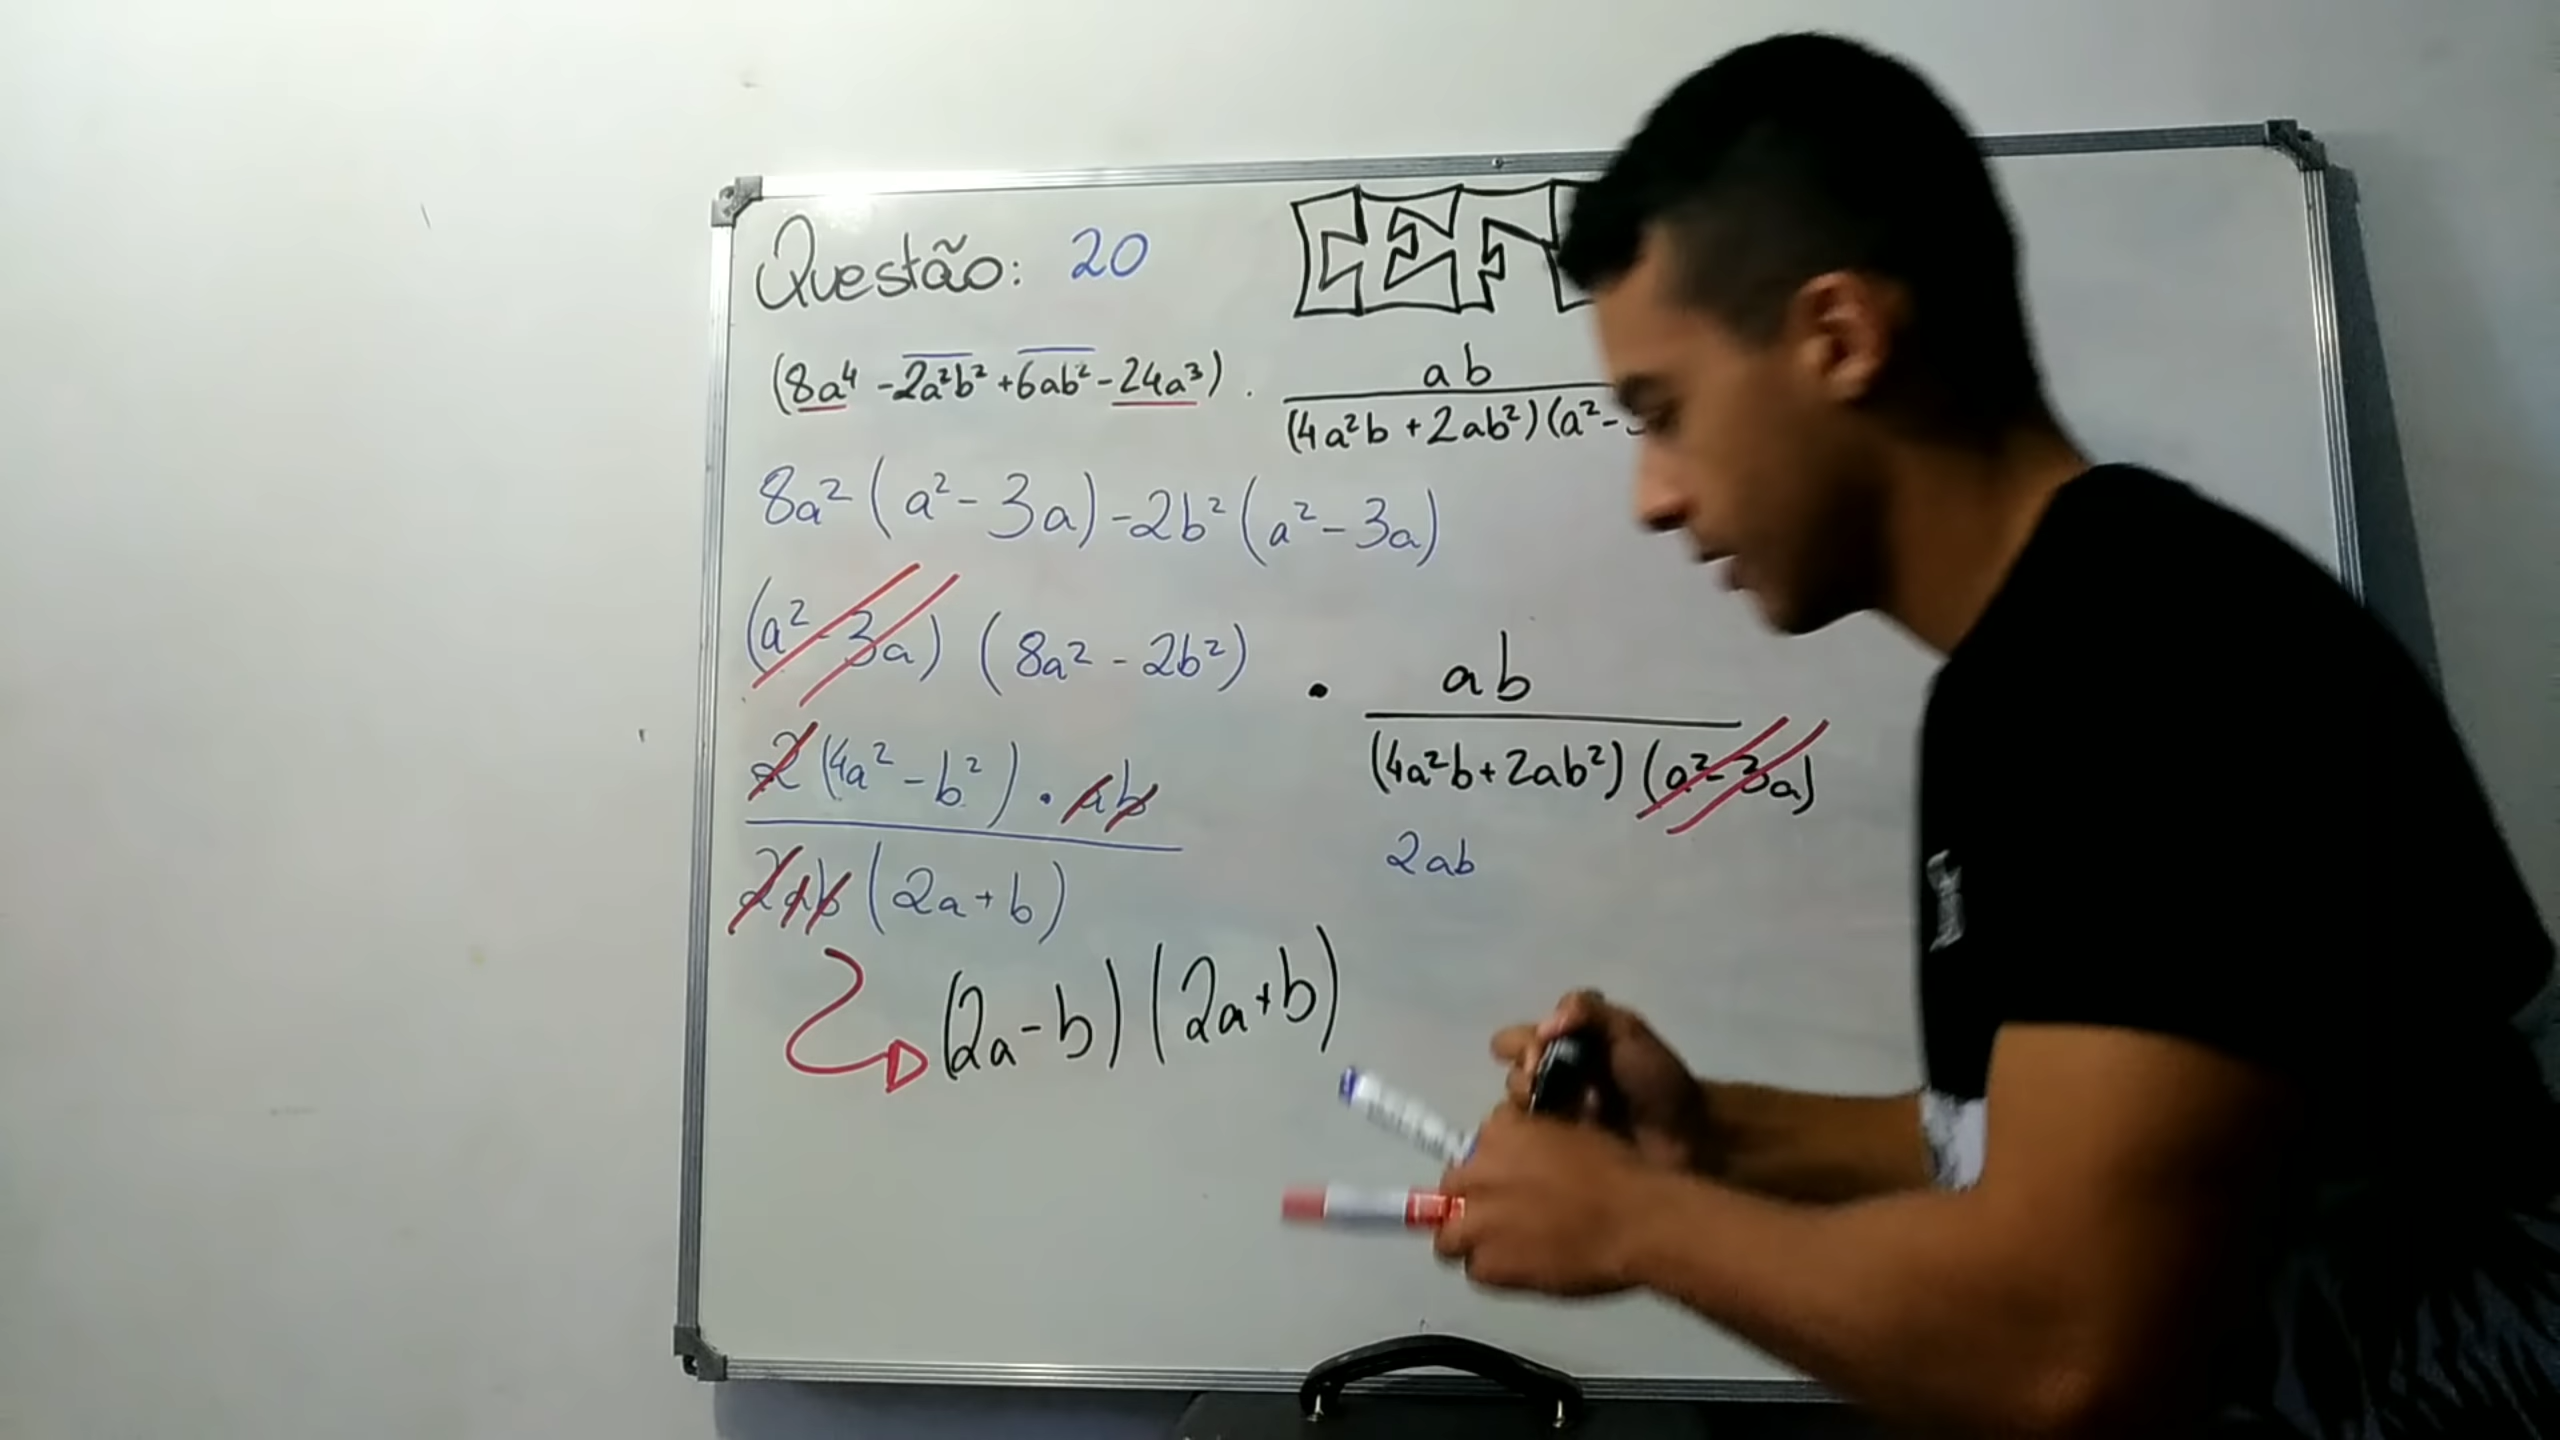 Questão: 20
CEF
(8a⁴ - 2a²b² + 6ab² - 24a³) . ab
(4a²b + 2ab²)(a² -
8a² (a² - 3a) - 2b² (a² - 3a)
(a² - 3a) (8a² - 2b²) • ab
(4a²b + 2ab²) (a² - 3a)
2 (4a² - b²) • ab
2ab (2a + b)
2ab
(2a - b) (2a + b)